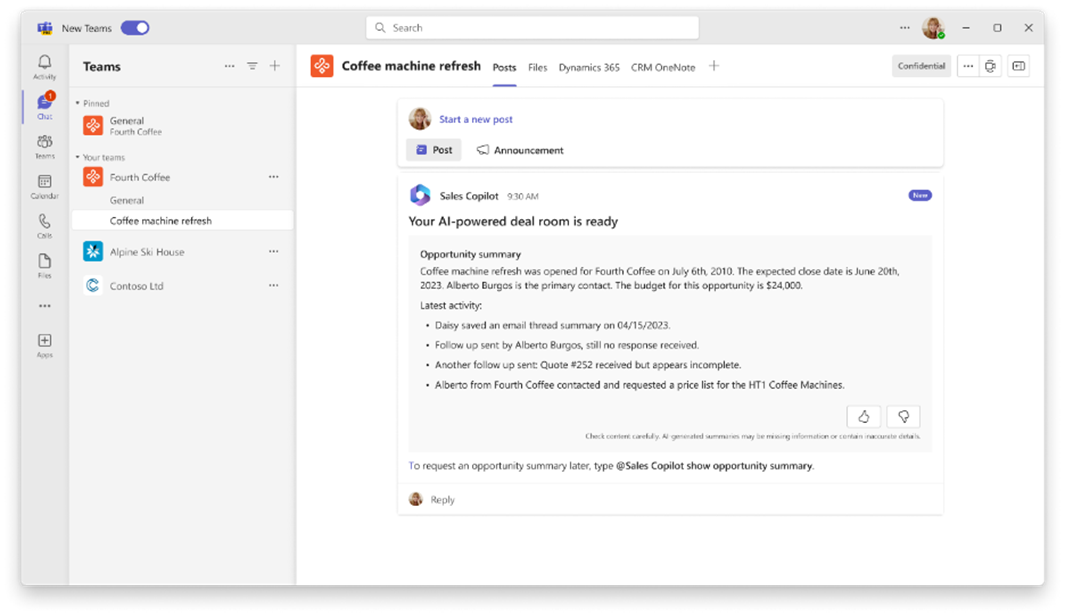 New Teams
Search
Activity
1
Chat
Teams
Calendar
Calls
Files
Apps
Teams
Pinned
General
Fourth Coffee
Your teams
Fourth Coffee
General
Coffee machine refresh
Alpine Ski House
Contoso Ltd
Coffee machine refresh
Posts
Files
Dynamics 365
CRM OneNote
Confidential
Start a new post
Post
Announcement
Sales Copilot 9:30 AM
New
Your AI-powered deal room is ready
Opportunity summary
Coffee machine refresh was opened for Fourth Coffee on July 6th, 2010. The expected close date is June 20th,
2023. Alberto Burgos is the primary contact. The budget for this opportunity is $24,000.
Latest activity:
• Daisy saved an email thread summary on 04/15/2023.
• Follow up sent by Alberto Burgos, still no response received.
• Another follow up sent: Quote #252 received but appears incomplete.
• Alberto from Fourth Coffee contacted and requested a price list for the HT1 Coffee Machines.
Check content carefully. AI-generated summaries may be missing information or contain inaccurate details.
To request an opportunity summary later, type @Sales Copilot show opportunity summary.
Reply